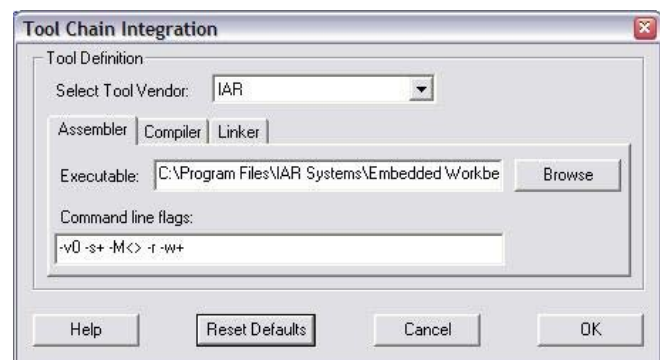 Tool Chain Integration
Tool Definition
Select Tool Vendor: IAR
Assembler Compiler Linker
Executable: C:\Program Files\IAR Systems\Embedded Workbe Browse
Command line flags:
-v0 -s+ -M<> -r -w+
Help Reset Defaults Cancel OK